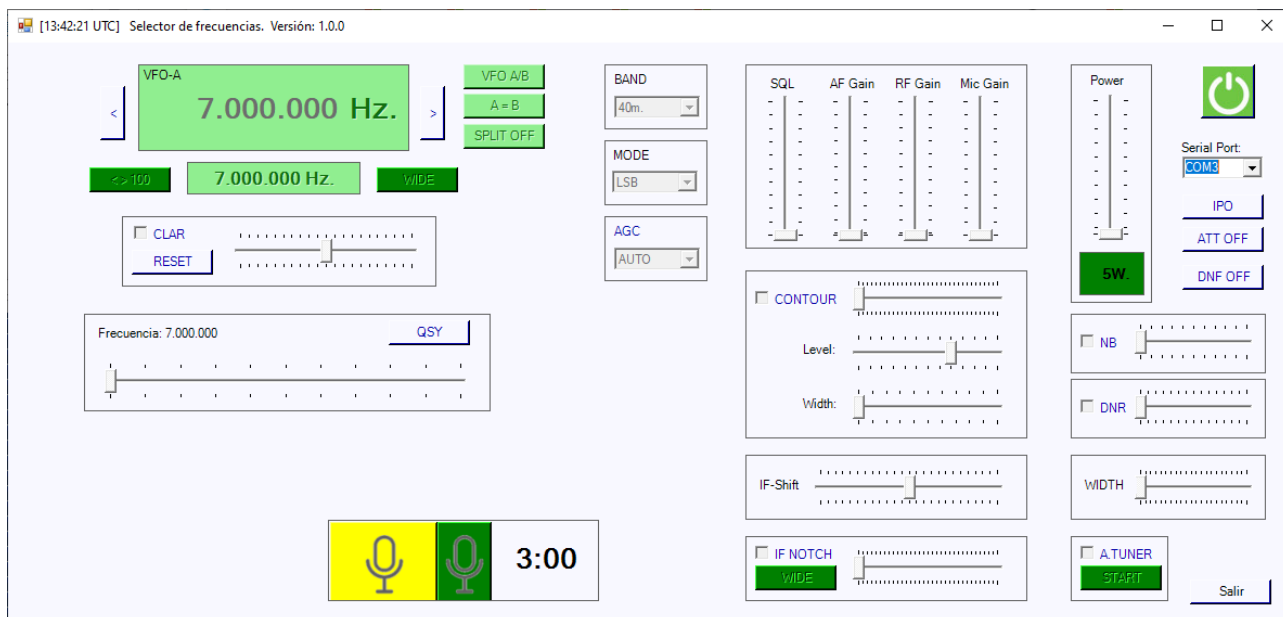 [13:42:21 UTC] Selector de frecuencias. Versión: 1.0.0
VFO-A
7.000.000 Hz.
<
>
VFO A/B
A = B
SPLIT OFF
<> 100
7.000.000 Hz.
WIDE
CLAR
RESET
Frecuencia: 7.000.000
QSY
3:00
BAND
40m.
MODE
LSB
AGC
AUTO
SQL AF Gain RF Gain Mic Gain
CONTOUR
Level:
Width:
IF-Shift
IF NOTCH
WIDE
Power
5W.
Serial Port:
COM3
IPO
ATT OFF
DNF OFF
NB
DNR
WIDTH
A.TUNER
START
Salir